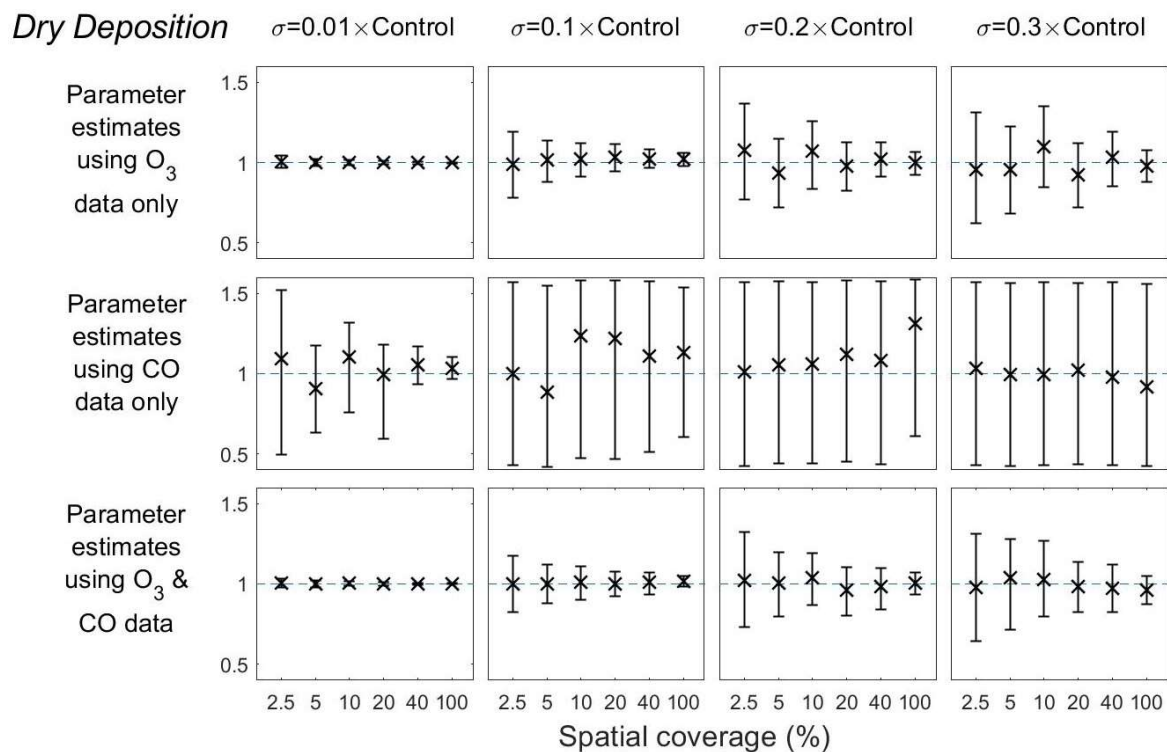 Dry Deposition
σ=0.01×Control
σ=0.1×Control
σ=0.2×Control
σ=0.3×Control
Parameter
estimates
using O3
data only
1.5
1
0.5
Parameter
estimates
using CO
data only
1.5
1
0.5
Parameter
estimates
using O3 &
CO data
1.5
1
0.5
2.5 5 10 20 40 100
2.5 5 10 20 40 100
2.5 5 10 20 40 100
2.5 5 10 20 40 100
Spatial coverage (%)